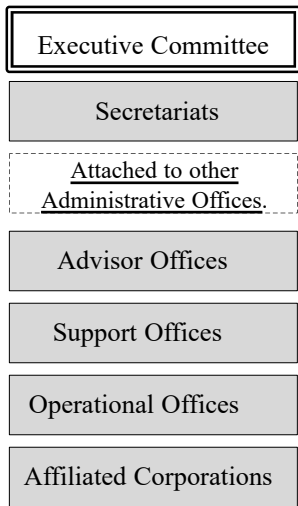 Executive Committee
Secretariats
Attached to other
Administrative Offices.
Advisor Offices
Support Offices
Operational Offices
Affiliated Corporations